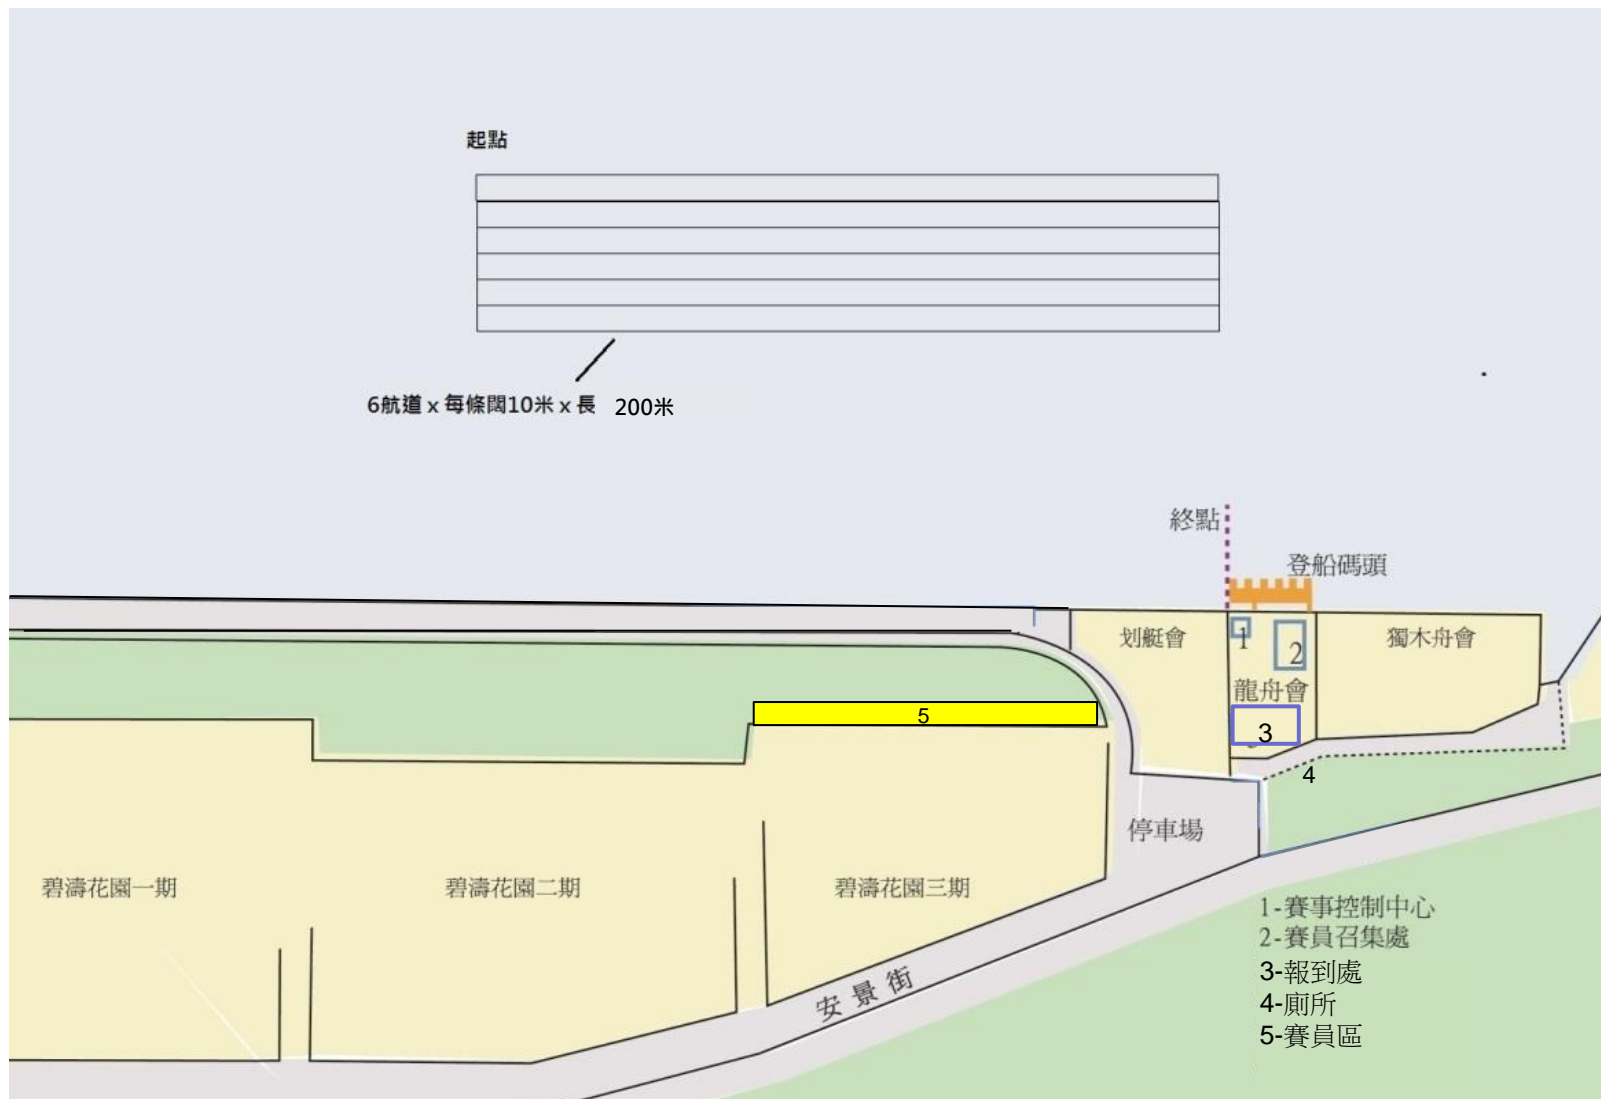 起點
6航道 x 每條闊10米 x 長 200米
終點
登船碼頭
划艇會
1
2
獨木舟會
龍舟會
5
3
4
停車場
碧濤花園一期
碧濤花園二期
碧濤花園三期
安景街
1-賽事控制中心
2-賽員召集處
3-報到處
4-廁所
5-賽員區